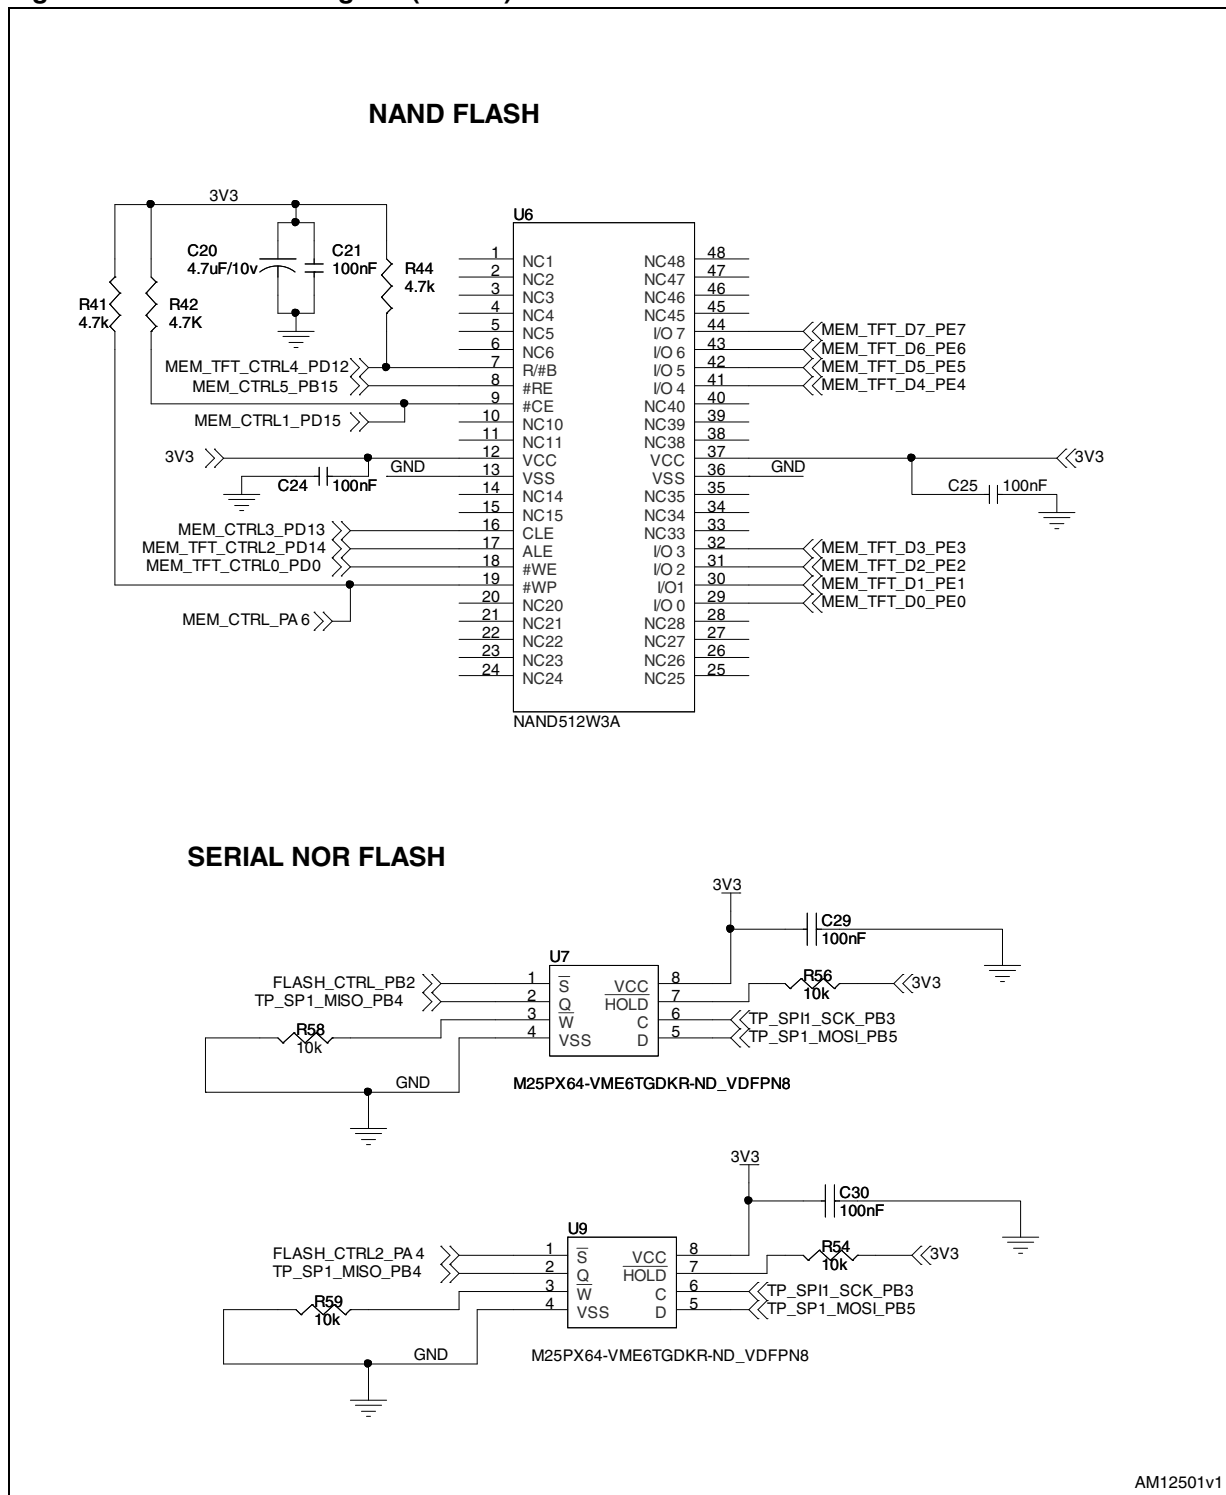 NAND FLASH
3V3
U6
C20
4.7uF/10v
C21
100nF
R44
4.7k
R41
4.7k
R42
4.7K
1 NC1 NC48 48
2 NC2 NC47 47
3 NC3 NC46 46
4 NC4 NC45 45
5 NC5 I/O 7 44 MEM_TFT_D7_PE7
6 NC6 I/O 6 43 MEM_TFT_D6_PE6
MEM_TFT_CTRL4_PD12 7 R/#B I/O 5 42 MEM_TFT_D5_PE5
MEM_CTRL5_PB15 8 #RE I/O 4 41 MEM_TFT_D4_PE4
9 #CE NC40 40
MEM_CTRL1_PD15 10 NC10 NC39 39
11 NC11 NC38 38
3V3 12 VCC VCC 37 3V3
GND 13 VSS VSS 36 GND
C24 100nF
C25 100nF
14 NC14 NC35 35
15 NC15 NC34 34
MEM_CTRL3_PD13 16 CLE NC33 33
MEM_TFT_CTRL2_PD14 17 ALE I/O 3 32 MEM_TFT_D3_PE3
MEM_TFT_CTRL0_PD0 18 #WE I/O 2 31 MEM_TFT_D2_PE2
19 #WP I/O1 30 MEM_TFT_D1_PE1
20 NC20 I/O 0 29 MEM_TFT_D0_PE0
MEM_CTRL_PA6 21 NC21 NC28 28
22 NC22 NC27 27
23 NC23 NC26 26
24 NC24 NC25 25
NAND512W3A
SERIAL NOR FLASH
3V3
C29
100nF
U7
FLASH_CTRL_PB2 1 S VCC 8
TP_SP1_MISO_PB4 2 Q HOLD 7 R56 10k 3V3
R58 10k 3 W C 6 TP_SPI1_SCK_PB3
4 VSS D 5 TP_SP1_MOSI_PB5
GND
M25PX64-VME6TGDKR-ND_VDFPN8
3V3
C30
100nF
U9
FLASH_CTRL2_PA4 1 S VCC 8
TP_SP1_MISO_PB4 2 Q HOLD 7 R54 10k 3V3
R59 10k 3 W C 6 TP_SPI1_SCK_PB3
4 VSS D 5 TP_SP1_MOSI_PB5
GND
M25PX64-VME6TGDKR-ND_VDFPN8
AM12501v1